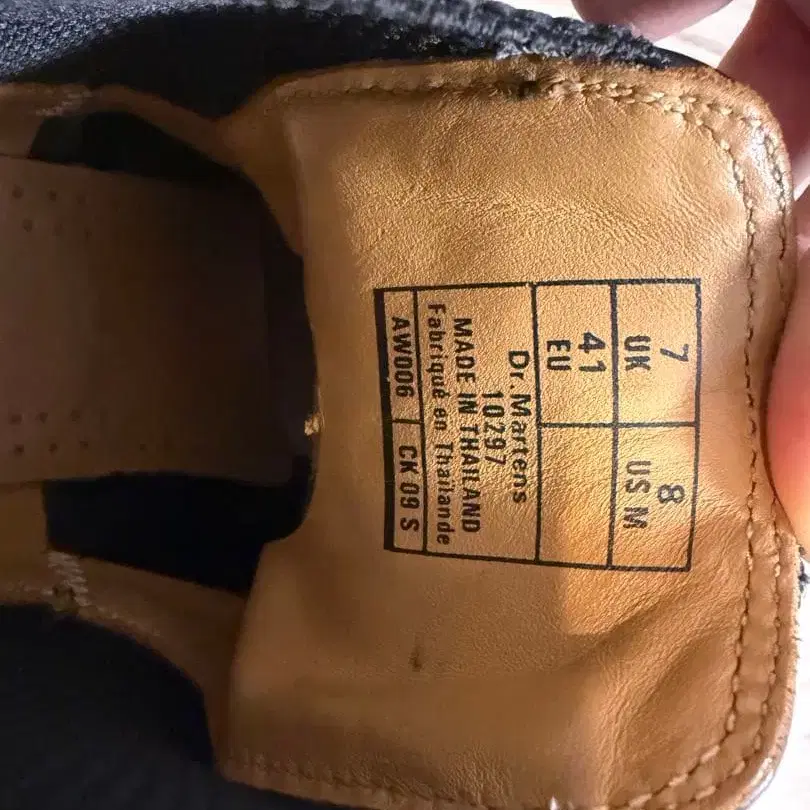 7 8
UK US M
41
EU
Dr. Martens
10297
MADE IN THAILAND
Fabriqué en Thaïlande
AW006 CK 09 S